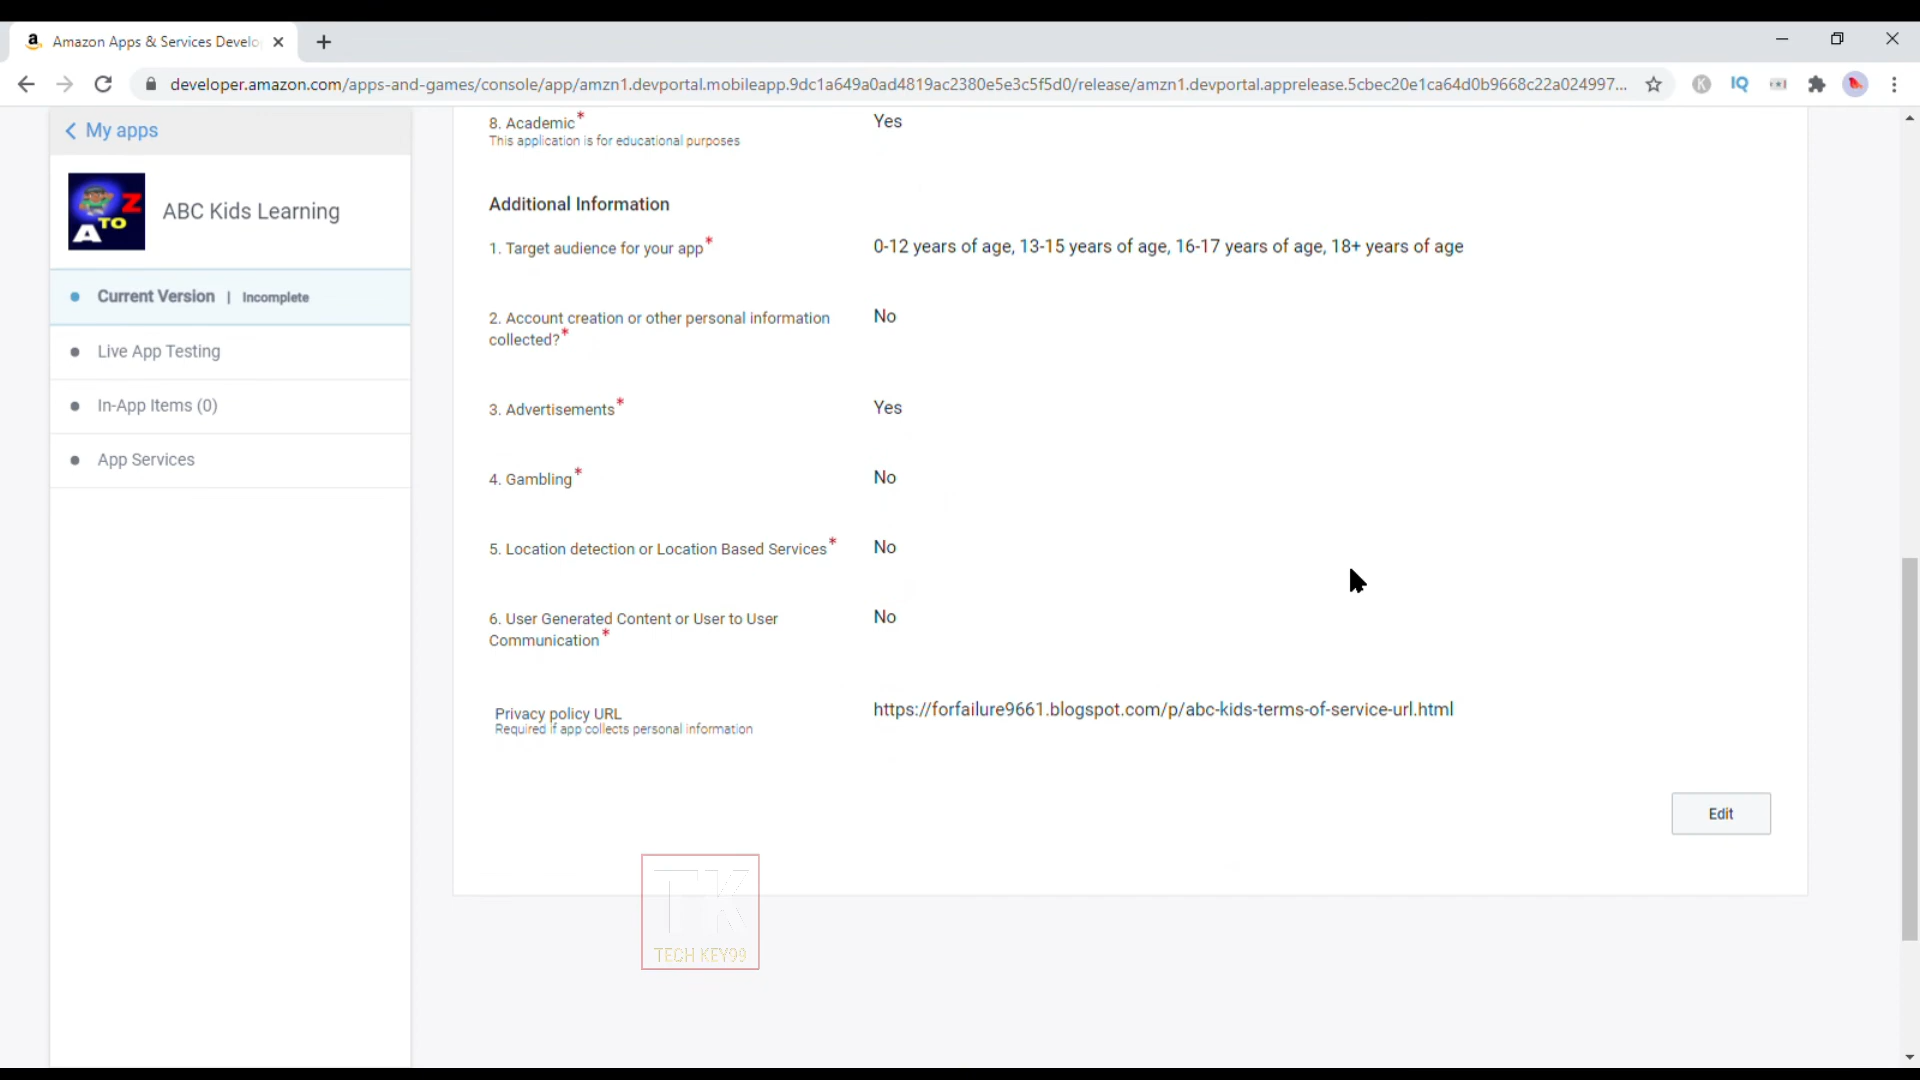 Amazon Apps & Services Develo
developer.amazon.com/apps-and-games/console/app/amzn1.devportal.mobileapp.9dc1a649a0ad4819ac2380e5e3c5f5d0/release/amzn1.devportal.apprelease.5cbec20e1ca64d0b9668c22a024997...
K
IQ
My apps
A TO Z
ABC Kids Learning
Current Version | Incomplete
Live App Testing
In-App Items (0)
App Services
8. Academic* Yes
This application is for educational purposes
Additional Information
1. Target audience for your app* 0-12 years of age, 13-15 years of age, 16-17 years of age, 18+ years of age
2. Account creation or other personal information No
collected?*
3. Advertisements* Yes
4. Gambling* No
5. Location detection or Location Based Services* No
6. User Generated Content or User to User No
Communication*
Privacy policy URL https://forfailure9661.blogspot.com/p/abc-kids-terms-of-service-url.html
Required if app collects personal information
Edit
TK
TECH KEY99